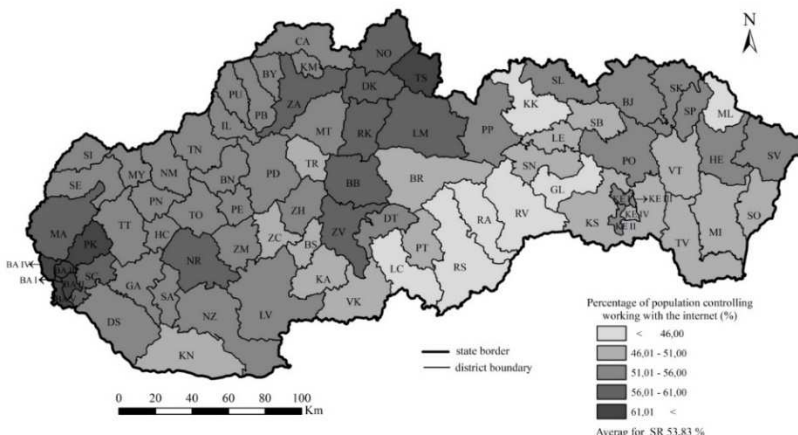 N
CA
NO
KM
TS
BY
DK
PU
PB
ZA
SL
KK
BJ
SK
SP
ML
IL
MT
RK
LM
PP
SB
LE
TN
SI
TR
PO
HE
SV
SN
VT
MY
NM
BN
PD
BB
BR
GL
SE
PN
RA
RV
KE III
KE IV
KE II
KS
SO
MA
TT
TO
PE
ZH
ZV
DT
TV
MI
PK
HC
ZC
BS
PT
ZM
NR
KA
LC
RS
BA IV
BA I
SC
GA
SA
LV
VK
DS
NZ
KN
Percentage of population controlling
working with the internet (%)
< 46,00
46,01 - 51,00
51,01 - 56,00
56,01 - 61,00
61,01 <
Averag for SR 53,83 %
state border
district boundary
0 20 40 60 80 100
Km